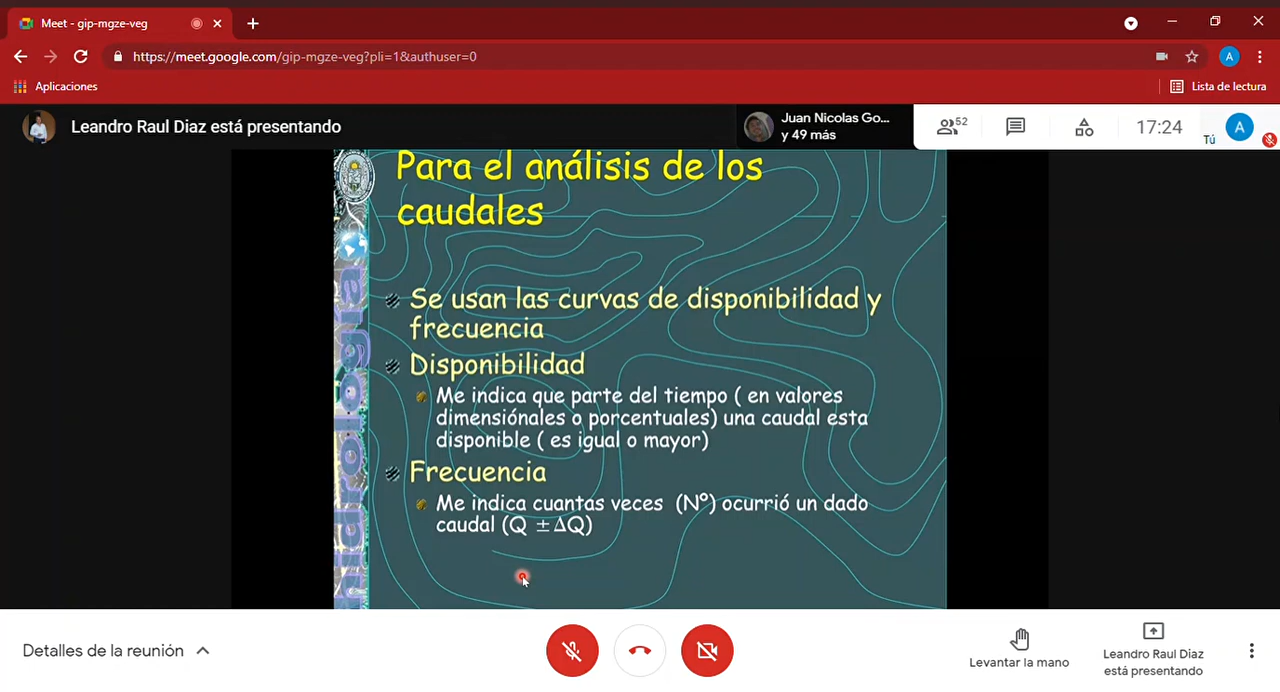 Meet - gip-mgze-veg
https://meet.google.com/gip-mgze-veg?pli=1&authuser=0
A
Aplicaciones
Lista de lectura
Leandro Raul Diaz está presentando
Juan Nicolas Go...
y 49 más
52
17:24
Tú
A
Para el análisis de los
caudales
Se usan las curvas de disponibilidad y
frecuencia
Disponibilidad
Me indica que parte del tiempo ( en valores
dimensiónales o porcentuales) una caudal esta
disponible ( es igual o mayor)
Frecuencia
Me indica cuantas veces (Nº) ocurrió un dado
caudal (Q ± ΔQ)
Hidrología
Detalles de la reunión
Levantar la mano
Leandro Raul Diaz
está presentando